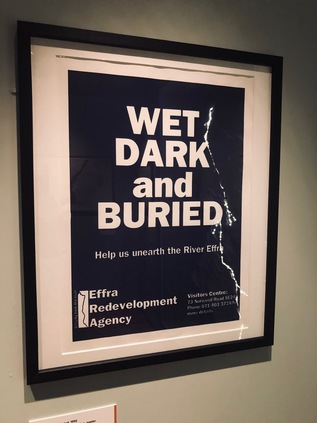 WET
DARK
and
BURIED
Help us unearth the River Effra
Effra
Redevelopment
Agency
Visitors Centre: